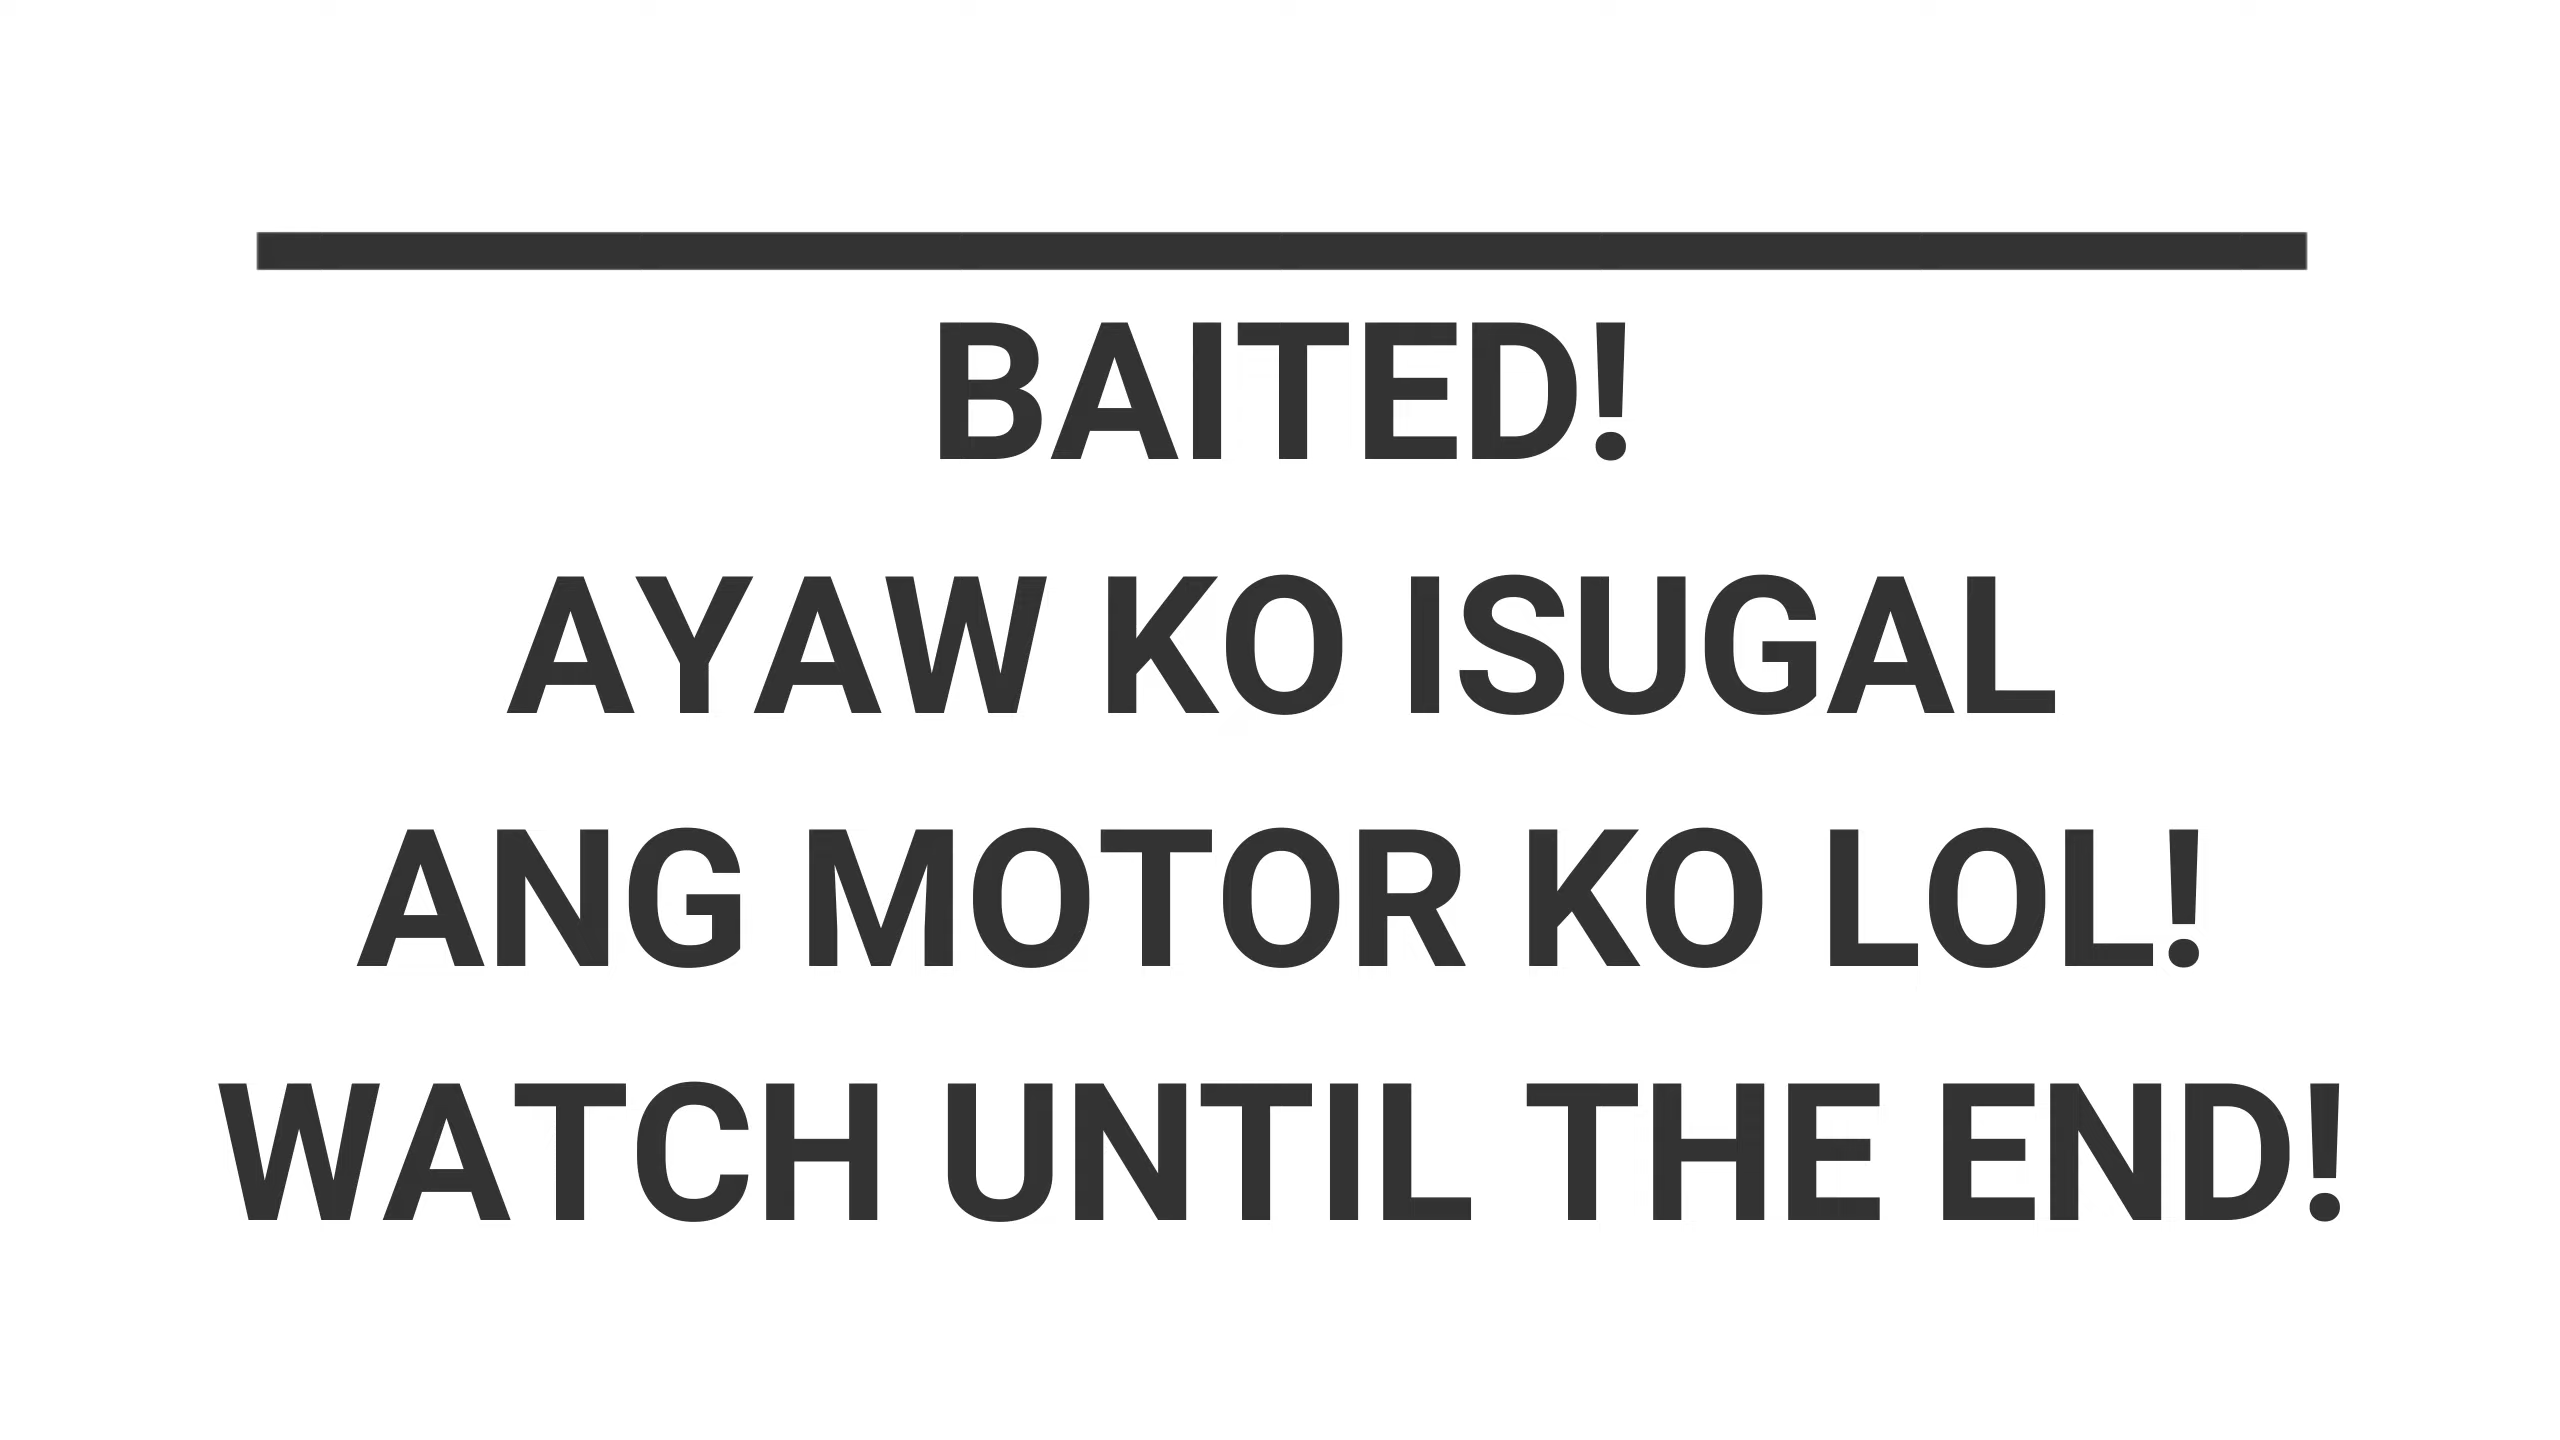 BAITED!
AYAW KO ISUGAL
ANG MOTOR KO LOL!
WATCH UNTIL THE END!